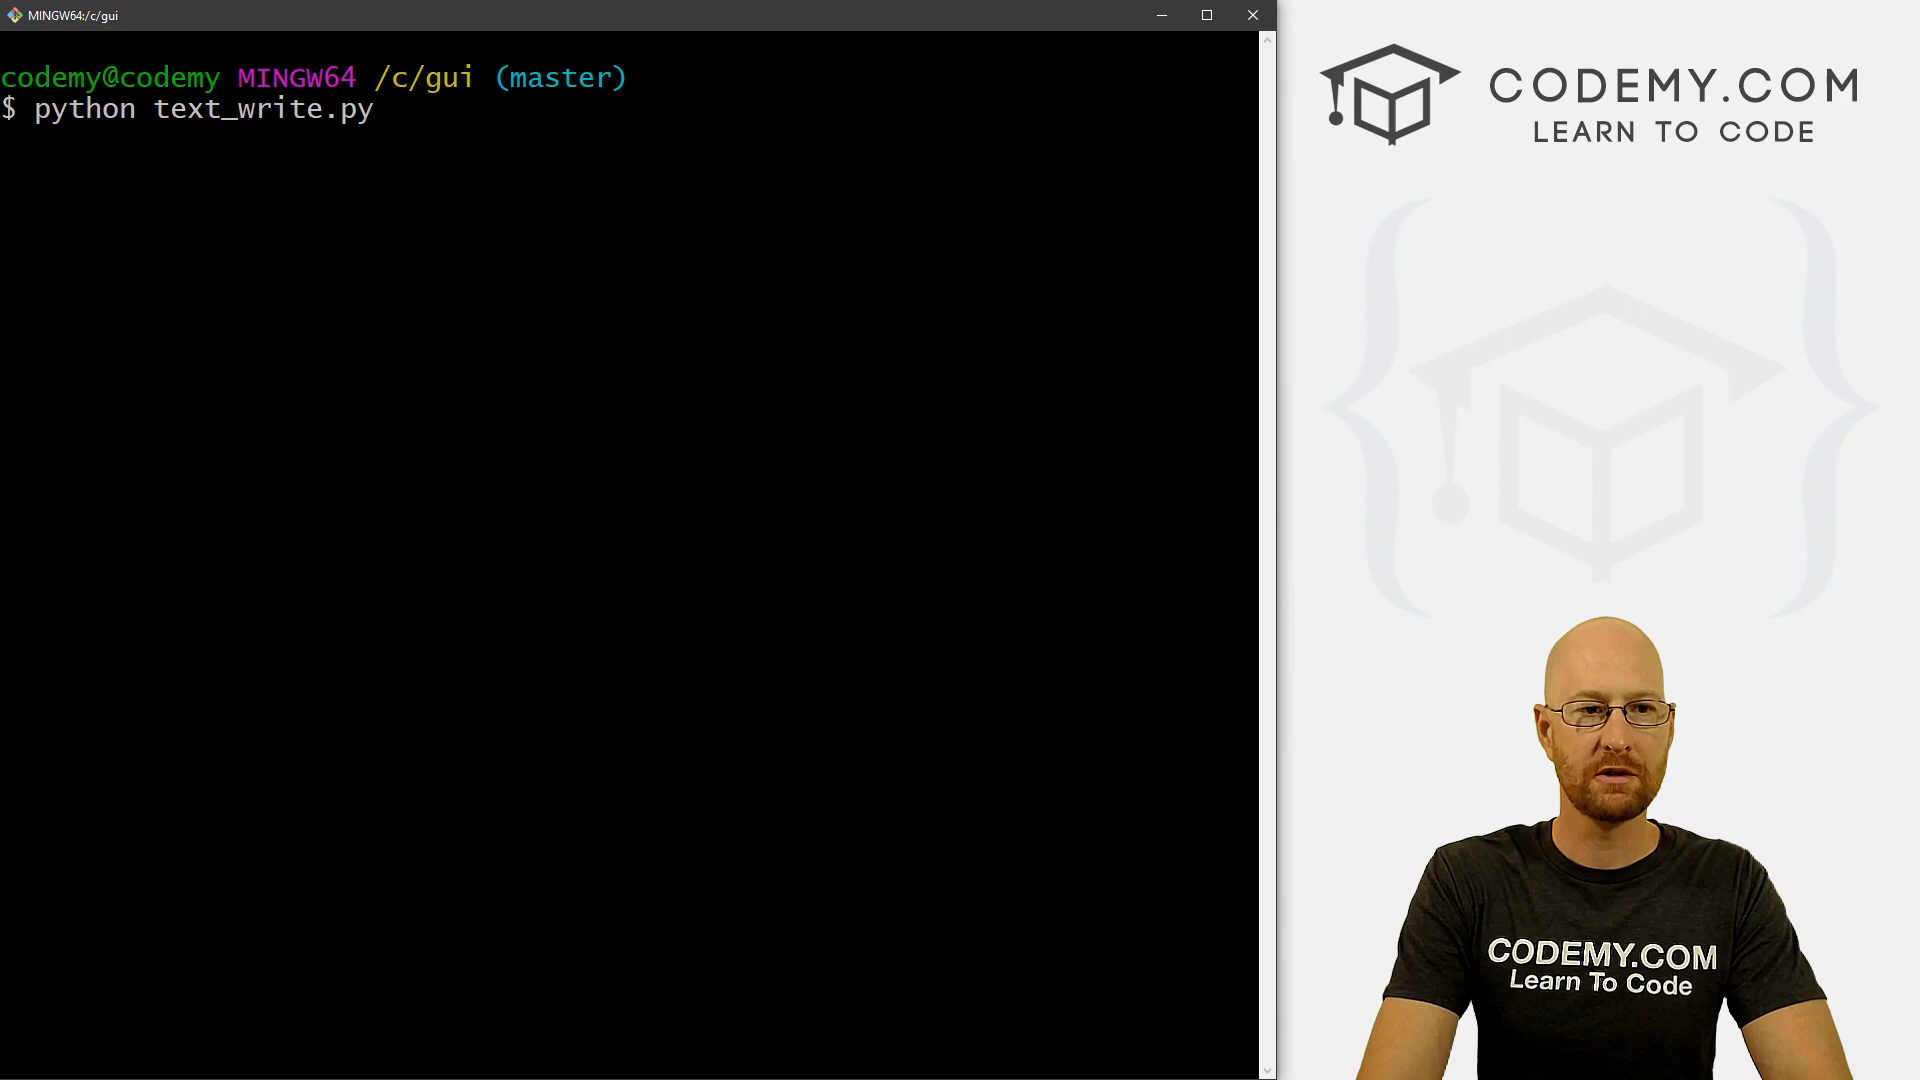 MINGW64:/c/gui
codemy@codemy MINGW64 /c/gui (master)
$ python text_write.py
CODEMY.COM
LEARN TO CODE
CODEMY.COM
Learn To Code